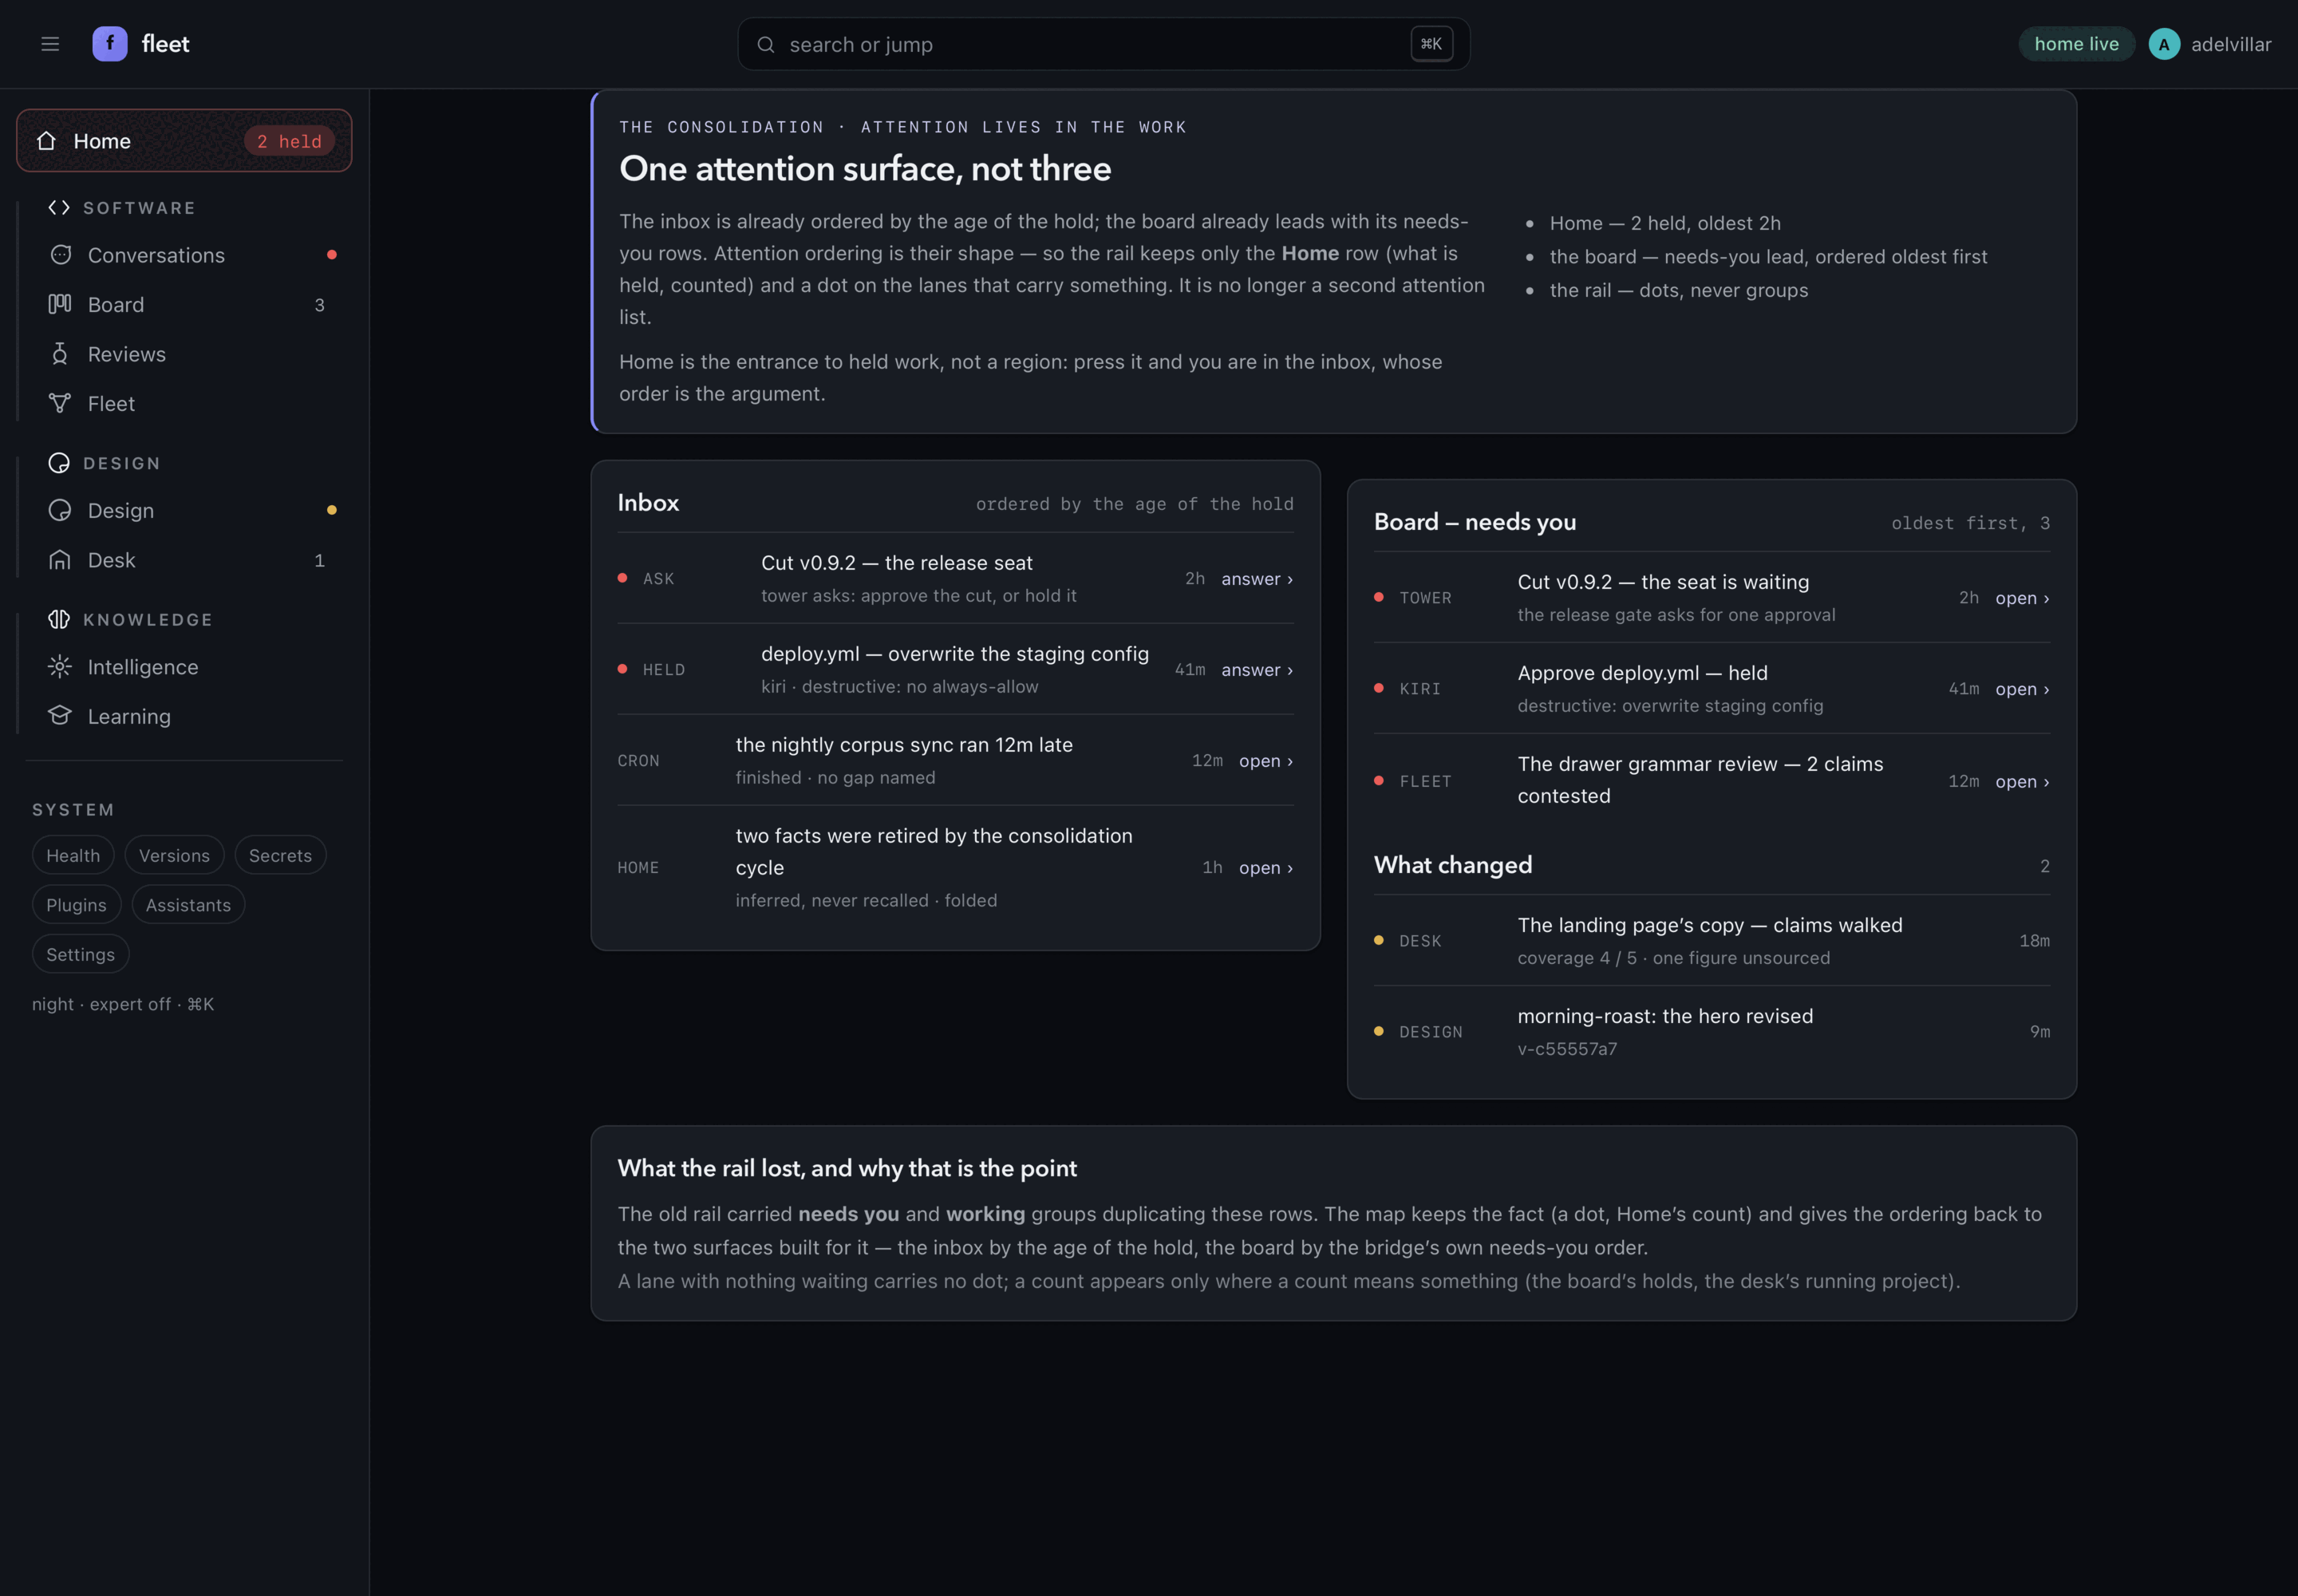 f fleet
search or jump ⌘K
home live A adelvillar
Home 2 held
SOFTWARE
Conversations
Board 3
Reviews
Fleet
DESIGN
Design
Desk 1
KNOWLEDGE
Intelligence
Learning
SYSTEM
Health Versions Secrets
Plugins Assistants
Settings
night · expert off · ⌘K
THE CONSOLIDATION · ATTENTION LIVES IN THE WORK
One attention surface, not three
The inbox is already ordered by the age of the hold; the board already leads with its needs-
you rows. Attention ordering is their shape — so the rail keeps only the Home row (what is
held, counted) and a dot on the lanes that carry something. It is no longer a second attention
list.
Home is the entrance to held work, not a region: press it and you are in the inbox, whose
order is the argument.
• Home — 2 held, oldest 2h
• the board — needs-you lead, ordered oldest first
• the rail — dots, never groups
Inbox ordered by the age of the hold
ASK Cut v0.9.2 — the release seat 2h answer ›
tower asks: approve the cut, or hold it
HELD deploy.yml — overwrite the staging config 41m answer ›
kiri · destructive: no always-allow
CRON the nightly corpus sync ran 12m late 12m open ›
finished · no gap named
HOME two facts were retired by the consolidation
cycle 1h open ›
inferred, never recalled · folded
Board – needs you oldest first, 3
TOWER Cut v0.9.2 — the seat is waiting 2h open ›
the release gate asks for one approval
KIRI Approve deploy.yml — held 41m open ›
destructive: overwrite staging config
FLEET The drawer grammar review — 2 claims
contested 12m open ›
What changed 2
DESK The landing page’s copy — claims walked 18m
coverage 4 / 5 · one figure unsourced
DESIGN morning-roast: the hero revised 9m
v-c55557a7
What the rail lost, and why that is the point
The old rail carried needs you and working groups duplicating these rows. The map keeps the fact (a dot, Home’s count) and gives the ordering back to
the two surfaces built for it — the inbox by the age of the hold, the board by the bridge’s own needs-you order.
A lane with nothing waiting carries no dot; a count appears only where a count means something (the board’s holds, the desk’s running project).